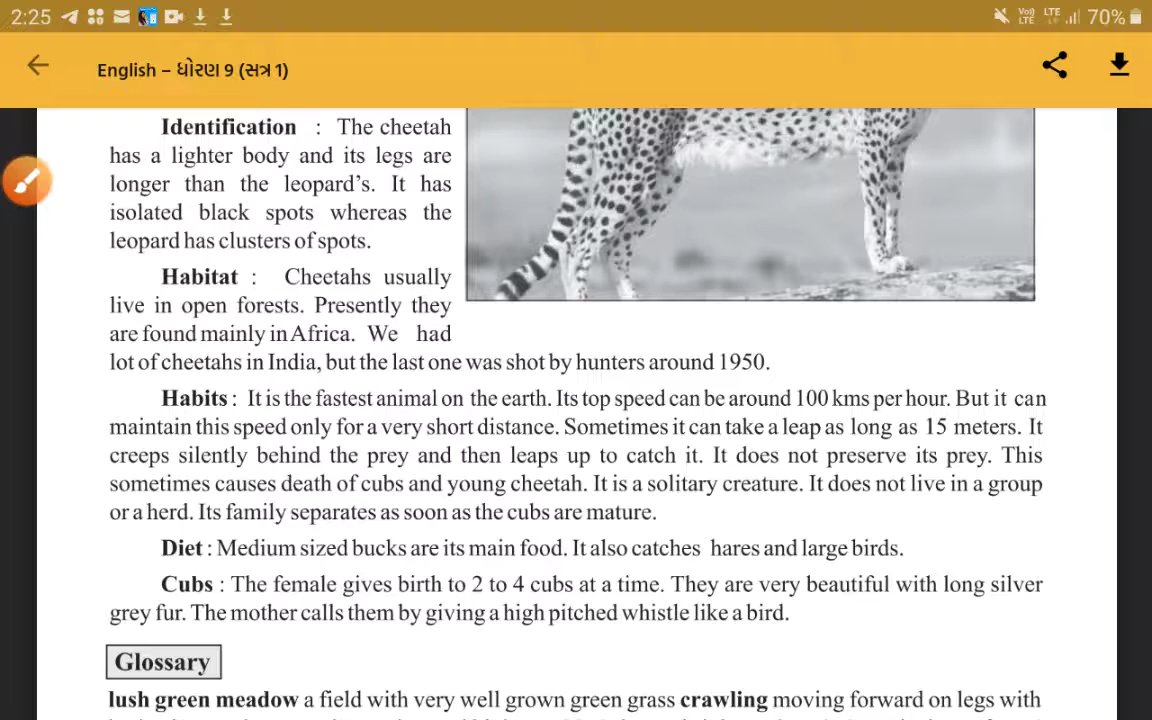 2:25
Vo) LTE
LTE
70%
English – ધોરણ 9 (સત્ર 1)
Identification : The cheetah
has a lighter body and its legs are
longer than the leopard's. It has
isolated black spots whereas the
leopard has clusters of spots.
Habitat : Cheetahs usually
live in open forests. Presently they
are found mainly in Africa. We had
lot of cheetahs in India, but the last one was shot by hunters around 1950.
Habits : It is the fastest animal on the earth. Its top speed can be around 100 kms per hour. But it can
maintain this speed only for a very short distance. Sometimes it can take a leap as long as 15 meters. It
creeps silently behind the prey and then leaps up to catch it. It does not preserve its prey. This
sometimes causes death of cubs and young cheetah. It is a solitary creature. It does not live in a group
or a herd. Its family separates as soon as the cubs are mature.
Diet : Medium sized bucks are its main food. It also catches hares and large birds.
Cubs : The female gives birth to 2 to 4 cubs at a time. They are very beautiful with long silver
grey fur. The mother calls them by giving a high pitched whistle like a bird.
Glossary
lush green meadow a field with very well grown green grass crawling moving forward on legs with